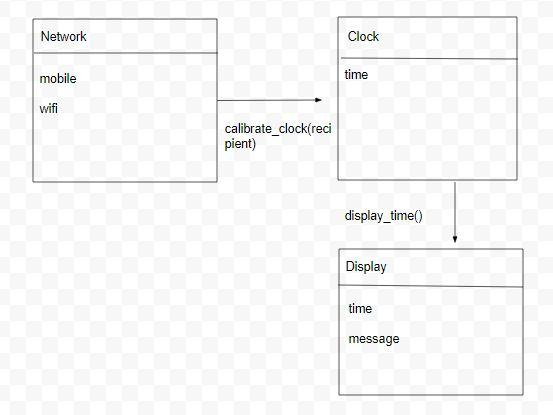 Network
mobile
wifi
calibrate_clock(reci
pient)
Clock
time
display_time()
Display
time
message